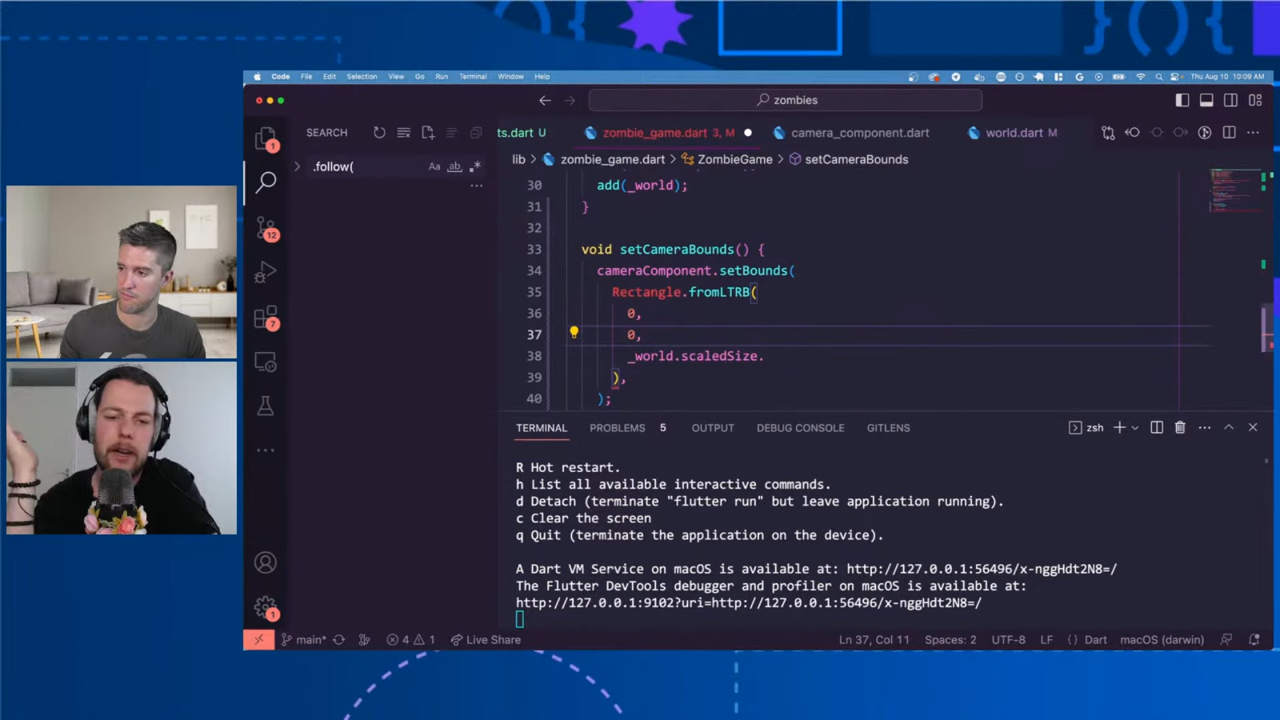 Code File Edit Selection View Go Run Terminal Window Help
Thu Aug 10 10:09 AM
zombies
SEARCH
ts.dart U
zombie_game.dart 3, M
camera_component.dart
world.dart M
.follow(
Aa ab
lib > zombie_game.dart > ZombieGame > setCameraBounds
30 add(_world);
31 }
32
33 void setCameraBounds() {
34 cameraComponent.setBounds(
35 Rectangle.fromLTRB(
36 0,
37 0,
38 _world.scaledSize.
39 ),
40 );
1
12
7
1
TERMINAL PROBLEMS 5 OUTPUT DEBUG CONSOLE GITLENS
zsh
R Hot restart.
h List all available interactive commands.
d Detach (terminate "flutter run" but leave application running).
c Clear the screen
q Quit (terminate the application on the device).
A Dart VM Service on macOS is available at: http://127.0.0.1:56496/x-nggHdt2N8=/
The Flutter DevTools debugger and profiler on macOS is available at:
http://127.0.0.1:9102?uri=http://127.0.0.1:56496/x-nggHdt2N8=/
main* 4 1 Live Share
Ln 37, Col 11 Spaces: 2 UTF-8 LF { } Dart macOS (darwin)